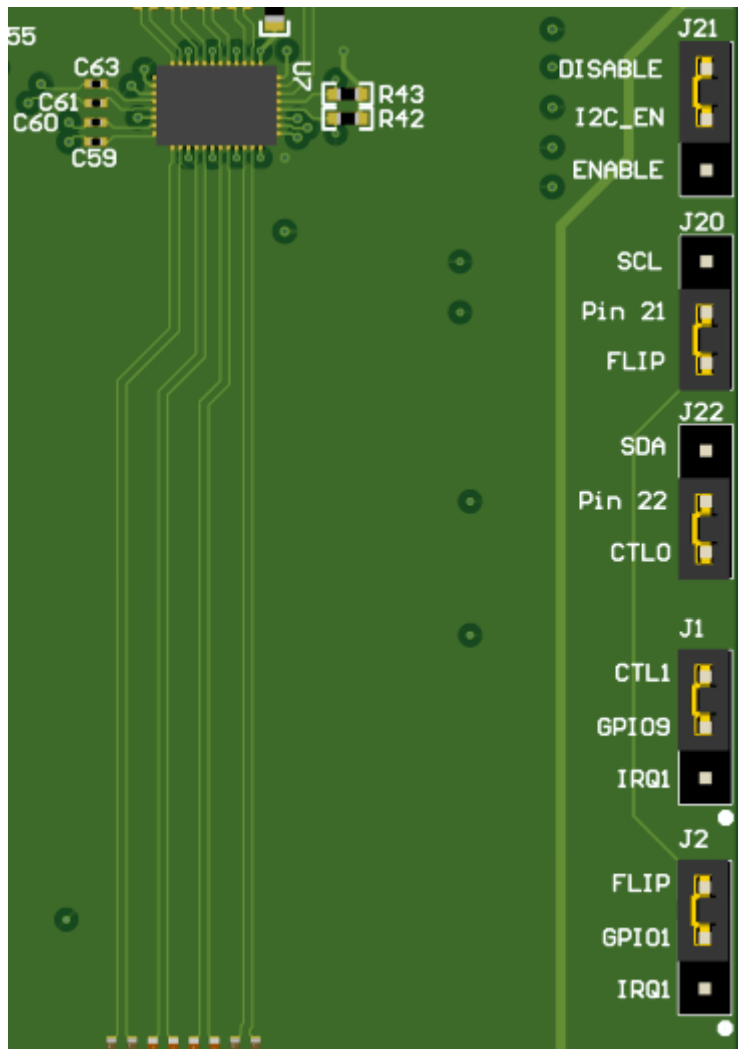 55
C63
C61
C60
C59
U7
R43
R42
J21
DISABLE
I2C_EN
ENABLE
J20
SCL
Pin 21
FLIP
J22
SDA
Pin 22
CTL0
J1
CTL1
GPIO9
IRQ1
J2
FLIP
GPIO1
IRQ1